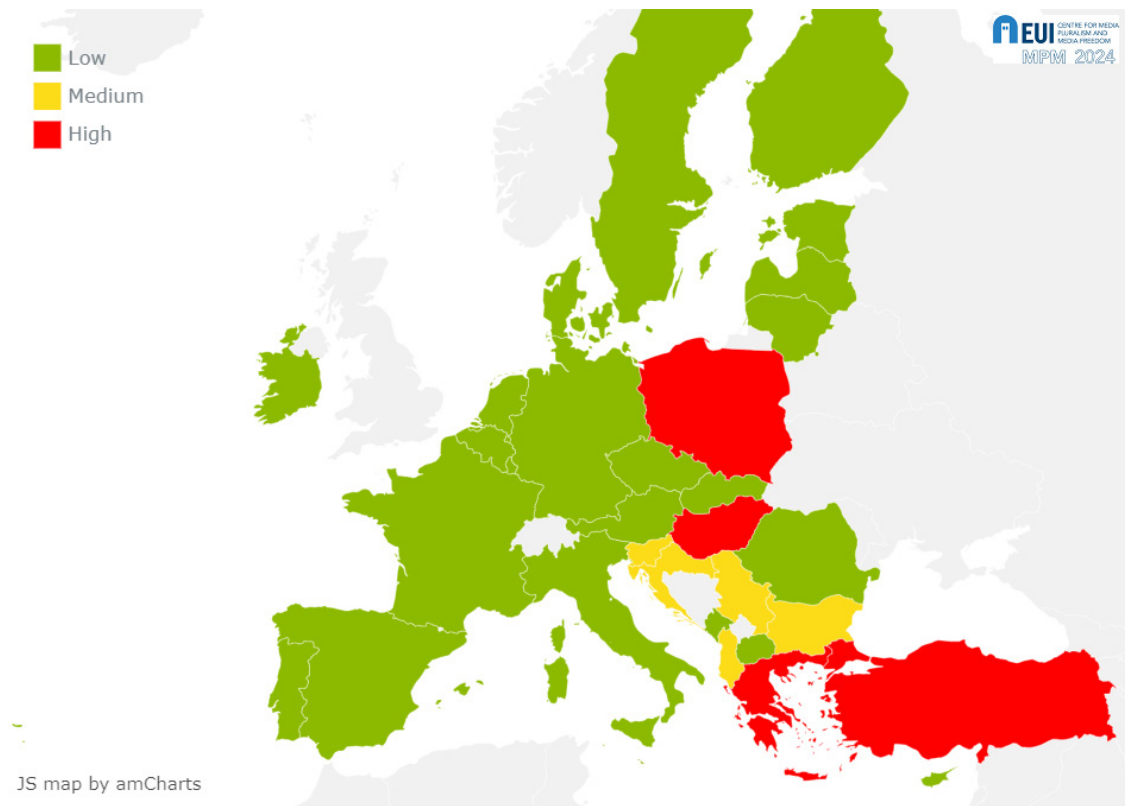 Low
Medium
High
EUI
CENTRE FOR MEDIA
PLURALISM AND
MEDIA FREEDOM
MPM 2024
JS map by amCharts